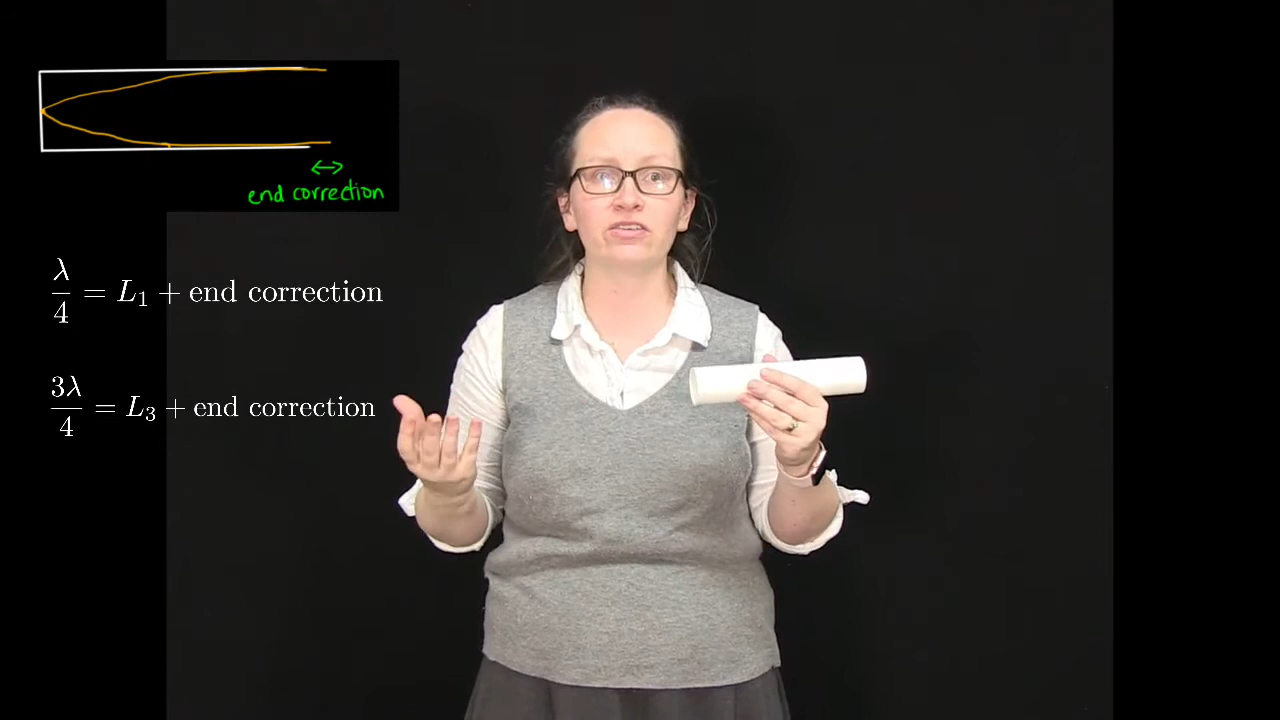 end correction
λ/4 = L₁ + end correction
3λ/4 = L₃ + end correction